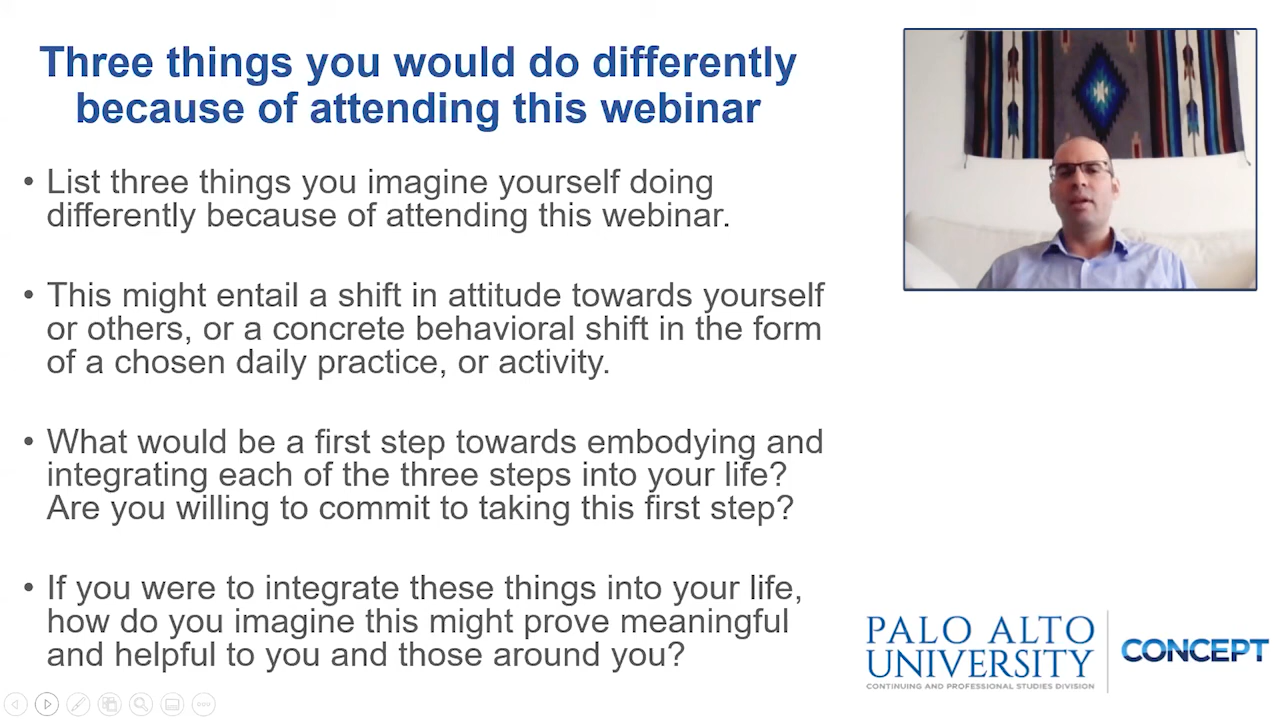 Three things you would do differently
because of attending this webinar
• List three things you imagine yourself doing
differently because of attending this webinar.
• This might entail a shift in attitude towards yourself
or others, or a concrete behavioral shift in the form
of a chosen daily practice, or activity.
• What would be a first step towards embodying and
integrating each of the three steps into your life?
Are you willing to commit to taking this first step?
• If you were to integrate these things into your life,
how do you imagine this might prove meaningful
and helpful to you and those around you?
PALO ALTO
UNIVERSITY
CONTINUING AND PROFESSIONAL STUDIES DIVISION
CONCEPT